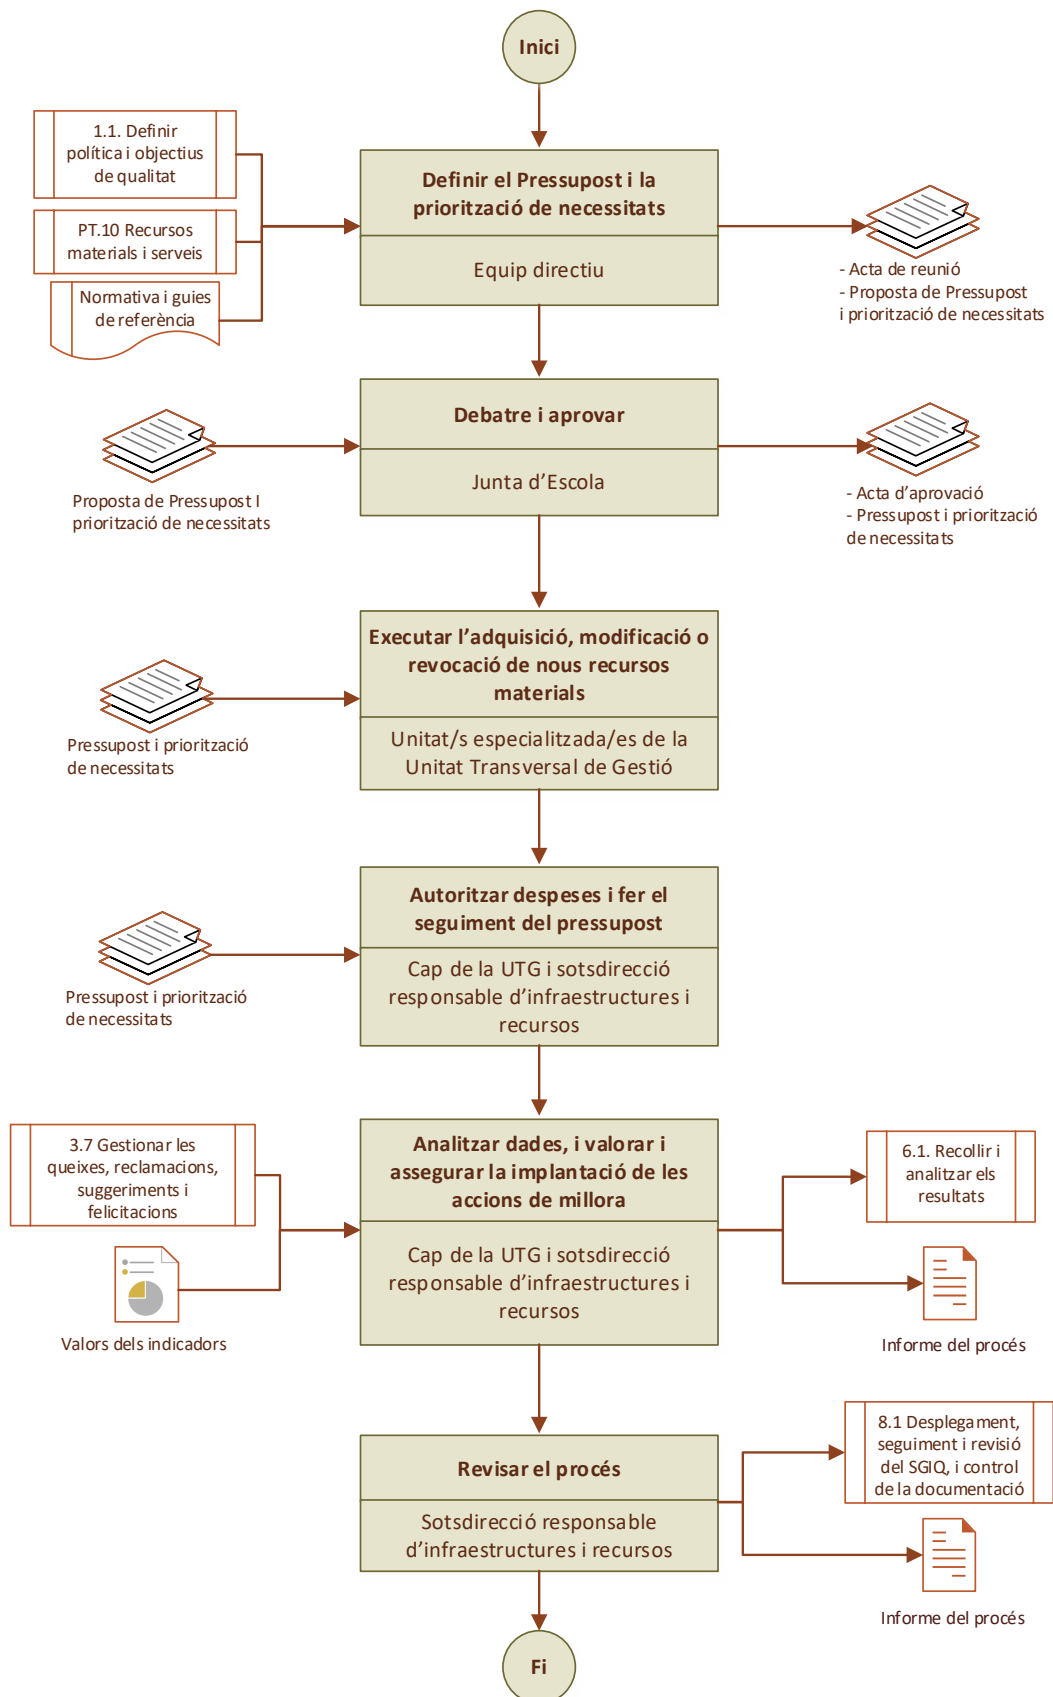 Inici
1.1. Definir
política i objectius
de qualitat
PT.10 Recursos
materials i serveis
Normativa i guies
de referència
Definir el Pressupost i la
priorització de necessitats
Equip directiu
- Acta de reunió
- Proposta de Pressupost
i priorització de necessitats
Proposta de Pressupost I
priorització de necessitats
Debatre i aprovar
Junta d’Escola
- Acta d’aprovació
- Pressupost i priorització
de necessitats
Pressupost i priorització
de necessitats
Executar l’adquisició, modificació o
revocació de nous recursos
materials
Unitat/s especialitzada/es de la
Unitat Transversal de Gestió
Pressupost i priorització
de necessitats
Autoritzar despeses i fer el
seguiment del pressupost
Cap de la UTG i sotsdirecció
responsable d’infraestructures i
recursos
3.7 Gestionar les
queixes, reclamacions,
suggeriments i
felicitacions
Valors dels indicadors
Analitzar dades, i valorar i
assegurar la implantació de les
accions de millora
Cap de la UTG i sotsdirecció
responsable d’infraestructures i
recursos
6.1. Recollir i
analitzar els
resultats
Informe del procés
Revisar el procés
Sotsdirecció responsable
d’infraestructures i recursos
8.1 Desplegament,
seguiment i revisió
del SGIQ, i control
de la documentació
Informe del procés
Fi